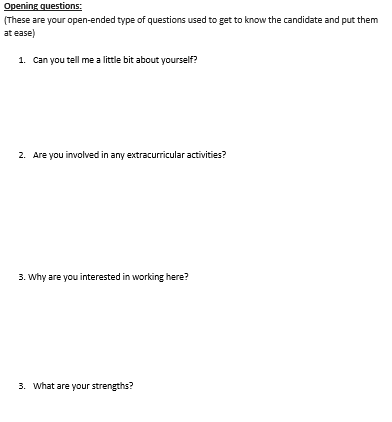 Opening questions:
(These are your open-ended type of questions used to get to know the candidate and put them
at ease)
1. Can you tell me a little bit about yourself?
2. Are you involved in any extracurricular activities?
3. Why are you interested in working here?
3. What are your strengths?